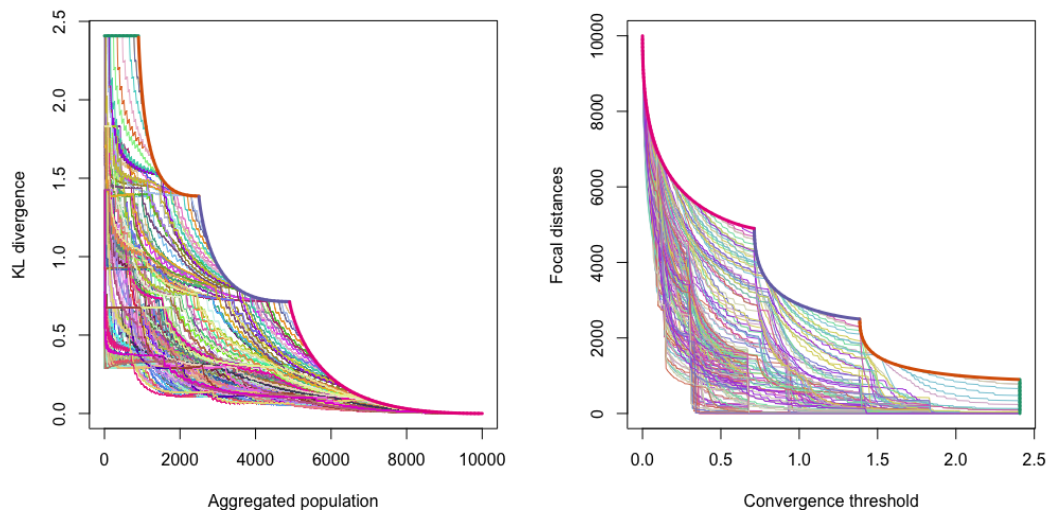 2.5
2.0
1.5
1.0
0.5
0.0
KL divergence
0 2000 4000 6000 8000 10000
Aggregated population
10000
8000
6000
4000
2000
0
Focal distances
0.0 0.5 1.0 1.5 2.0 2.5
Convergence threshold